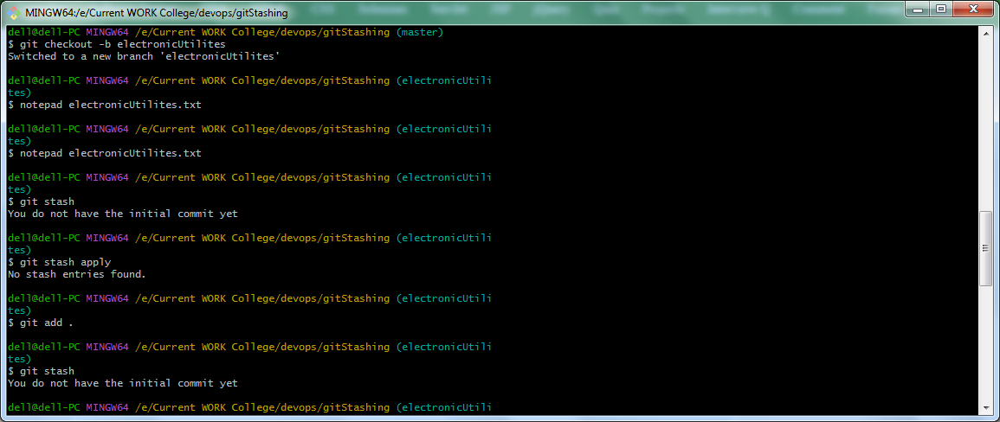 MINGW64:/e/Current WORK College/devops/gitStashing
dell@dell-PC MINGW64 /e/Current WORK College/devops/gitStashing (master)
$ git checkout -b electronicUtilites
Switched to a new branch 'electronicUtilites'
dell@dell-PC MINGW64 /e/Current WORK College/devops/gitStashing (electronicUtili
tes)
$ notepad electronicUtilites.txt
dell@dell-PC MINGW64 /e/Current WORK College/devops/gitStashing (electronicUtili
tes)
$ notepad electronicUtilites.txt
dell@dell-PC MINGW64 /e/Current WORK College/devops/gitStashing (electronicUtili
tes)
$ git stash
You do not have the initial commit yet
dell@dell-PC MINGW64 /e/Current WORK College/devops/gitStashing (electronicUtili
tes)
$ git stash apply
No stash entries found.
dell@dell-PC MINGW64 /e/Current WORK College/devops/gitStashing (electronicUtili
tes)
$ git add .
dell@dell-PC MINGW64 /e/Current WORK College/devops/gitStashing (electronicUtili
tes)
$ git stash
You do not have the initial commit yet
dell@dell-PC MINGW64 /e/Current WORK College/devops/gitStashing (electronicUtili